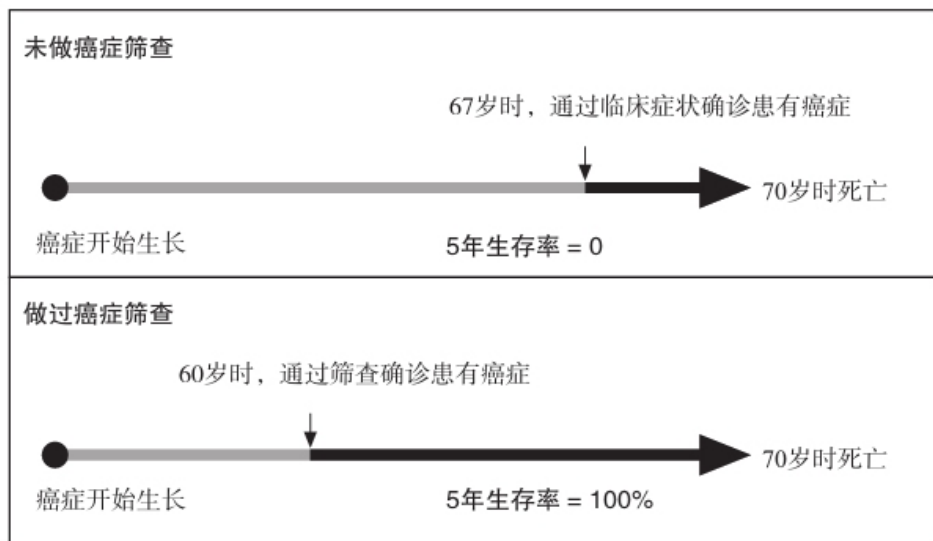 未做癌症筛查
67岁时，通过临床症状确诊患有癌症
70岁时死亡
癌症开始生长
5年生存率 = 0
做过癌症筛查
60岁时，通过筛查确诊患有癌症
70岁时死亡
癌症开始生长
5年生存率 = 100%